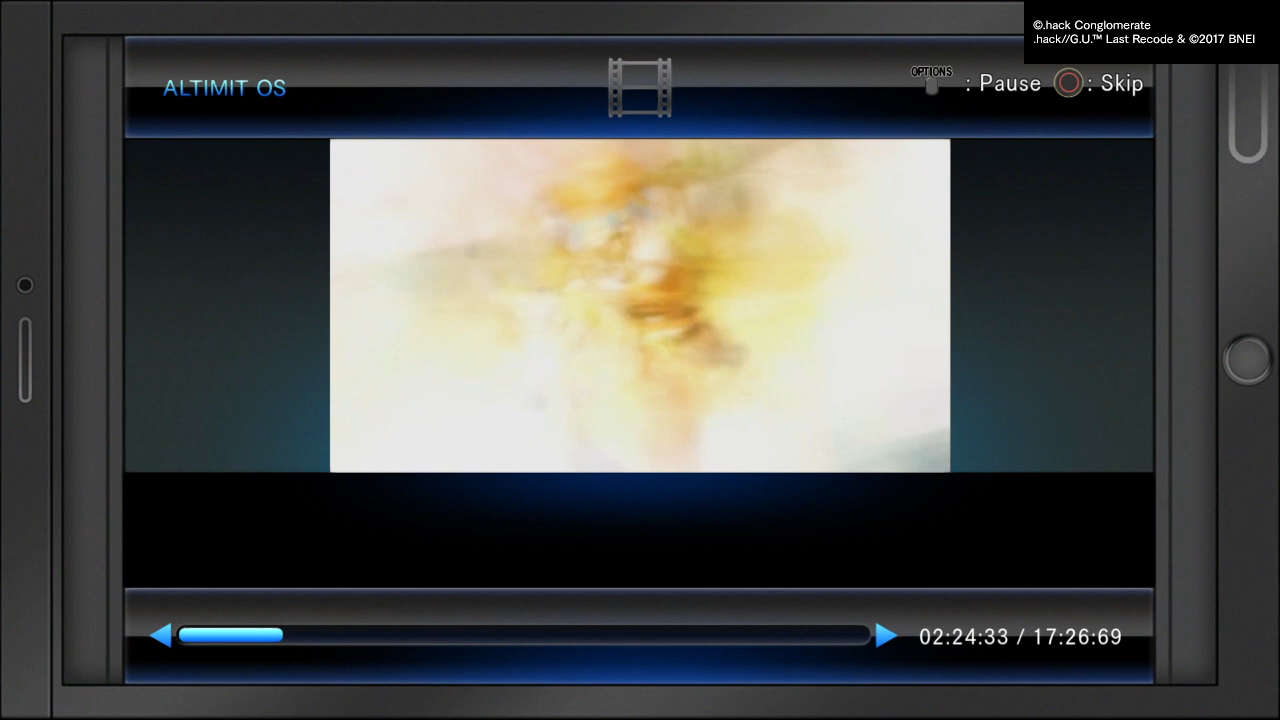 ©.hack Conglomerate
.hack//G.U.™ Last Recode & ©2017 BNEI
ALTIMIT OS
OPTIONS : Pause : Skip
02:24:33 / 17:26:69